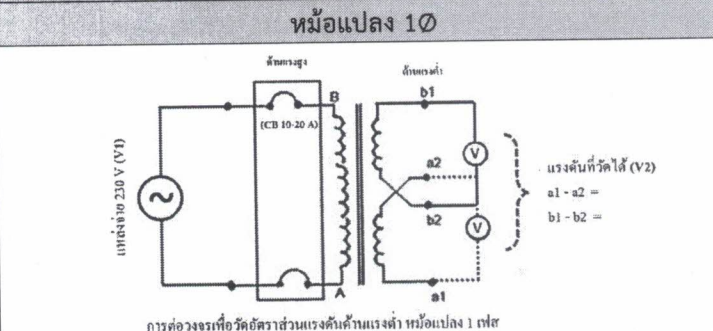 หม้อแปลง 1Ø
ด้านแรงสูง
ด้านแรงต่ำ
B
b1
(CB 10-20 A)
V
แหล่งจ่าย 230 V (V1)
a2
แรงดันที่วัดได้ (V2)
a1 - a2 =
b2
b1 - b2 =
V
A
a1
การต่อวงจรเพื่อวัดอัตราส่วนแรงดันด้านแรงต่ำ หม้อแปลง 1 เฟส